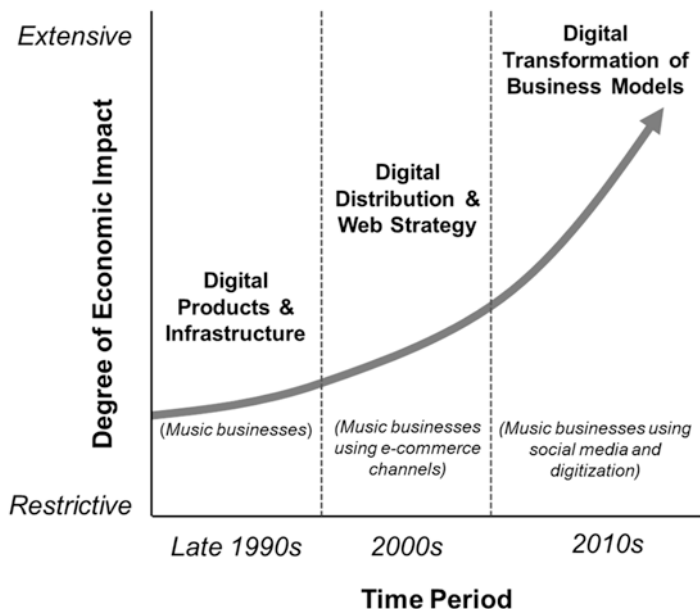 Extensive
Degree of Economic Impact
Restrictive
Digital
Products &
Infrastructure
(Music businesses)
Digital
Distribution &
Web Strategy
(Music businesses
using e-commerce
channels)
Digital
Transformation of
Business Models
(Music businesses using
social media and
digitization)
Late 1990s
2000s
2010s
Time Period